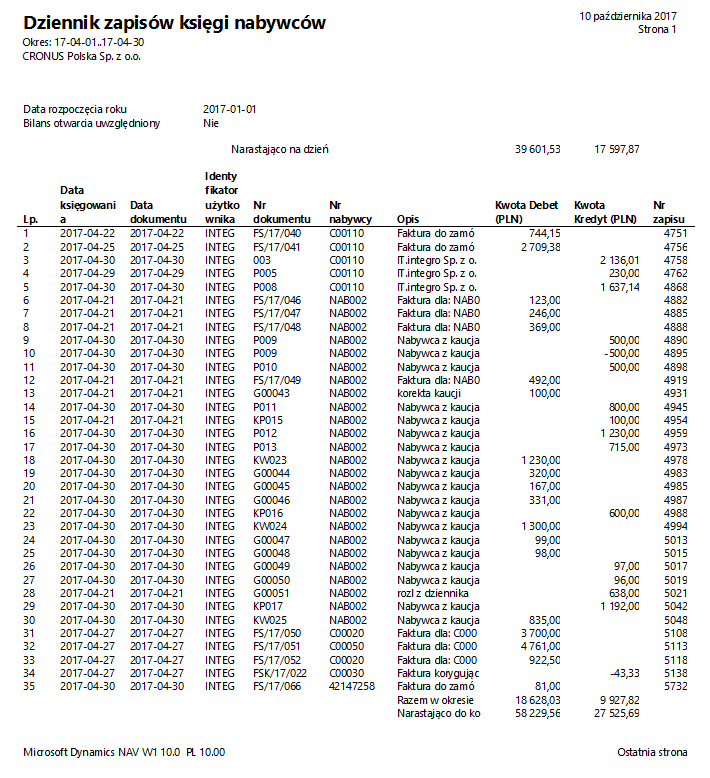 Dziennik zapisów księgi nabywców
10 października 2017
Okres: 17-04-01..17-04-30
Strona 1
CRONUS Polska Sp. z o.o.
Data rozpoczęcia roku 2017-01-01
Bilans otwarcia uwzględniony Nie
Narastająco na dzień 39 601,53 17 597,87
Lp. Data księgowani a Data dokumentu Identy fikator użytko wnika Nr dokumentu Nr nabywcy Opis Kwota Debet (PLN) Kwota Kredyt (PLN) Nr zapisu
1 2017-04-22 2017-04-22 INTEG FS/17/040 C00110 Faktura do zamó 744,15 4751
2 2017-04-25 2017-04-25 INTEG FS/17/041 C00110 Faktura do zamó 2 709,38 4756
3 2017-04-30 2017-04-30 INTEG 003 C00110 IT.integro Sp. z o. 2 136,01 4758
4 2017-04-29 2017-04-29 INTEG P005 C00110 IT.integro Sp. z o. 230,00 4762
5 2017-04-30 2017-04-30 INTEG P008 C00110 IT.integro Sp. z o. 1 637,14 4868
6 2017-04-21 2017-04-21 INTEG FS/17/046 NAB002 Faktura dla: NAB0 123,00 4882
7 2017-04-21 2017-04-21 INTEG FS/17/047 NAB002 Faktura dla: NAB0 246,00 4885
8 2017-04-21 2017-04-21 INTEG FS/17/048 NAB002 Faktura dla: NAB0 369,00 4888
9 2017-04-30 2017-04-30 INTEG P009 NAB002 Nabywca z kaucja 500,00 4890
10 2017-04-30 2017-04-30 INTEG P009 NAB002 Nabywca z kaucja -500,00 4895
11 2017-04-30 2017-04-30 INTEG P010 NAB002 Nabywca z kaucja 500,00 4898
12 2017-04-21 2017-04-21 INTEG FS/17/049 NAB002 Faktura dla: NAB0 492,00 4919
13 2017-04-21 2017-04-21 INTEG G00043 NAB002 korekta kaucji 100,00 4931
14 2017-04-30 2017-04-30 INTEG P011 NAB002 Nabywca z kaucja 800,00 4945
15 2017-04-21 2017-04-21 INTEG KP015 NAB002 Nabywca z kaucja 100,00 4954
16 2017-04-30 2017-04-30 INTEG P012 NAB002 Nabywca z kaucja 1 230,00 4959
17 2017-04-30 2017-04-30 INTEG P013 NAB002 Nabywca z kaucja 715,00 4973
18 2017-04-30 2017-04-30 INTEG KW023 NAB002 Nabywca z kaucja 1 230,00 4978
19 2017-04-30 2017-04-30 INTEG G00044 NAB002 Nabywca z kaucja 320,00 4983
20 2017-04-30 2017-04-30 INTEG G00045 NAB002 Nabywca z kaucja 167,00 4985
21 2017-04-30 2017-04-30 INTEG G00046 NAB002 Nabywca z kaucja 331,00 4987
22 2017-04-30 2017-04-30 INTEG KP016 NAB002 Nabywca z kaucja 600,00 4988
23 2017-04-30 2017-04-30 INTEG KW024 NAB002 Nabywca z kaucja 1 300,00 4994
24 2017-04-30 2017-04-30 INTEG G00047 NAB002 Nabywca z kaucja 99,00 5013
25 2017-04-30 2017-04-30 INTEG G00048 NAB002 Nabywca z kaucja 98,00 5015
26 2017-04-30 2017-04-30 INTEG G00049 NAB002 Nabywca z kaucja 97,00 5017
27 2017-04-30 2017-04-30 INTEG G00050 NAB002 Nabywca z kaucja 96,00 5019
28 2017-04-21 2017-04-21 INTEG G00051 NAB002 rozl z dziennika 638,00 5021
29 2017-04-30 2017-04-30 INTEG KP017 NAB002 Nabywca z kaucja 1 192,00 5042
30 2017-04-30 2017-04-30 INTEG KW025 NAB002 Nabywca z kaucja 835,00 5048
31 2017-04-27 2017-04-27 INTEG FS/17/050 C00020 Faktura dla: C000 3 700,00 5108
32 2017-04-27 2017-04-27 INTEG FS/17/051 C00050 Faktura dla: C000 4 761,00 5113
33 2017-04-27 2017-04-27 INTEG FS/17/052 C00020 Faktura dla: C000 922,50 5118
34 2017-04-27 2017-04-27 INTEG FSK/17/022 C00030 Faktura korygując -43,33 5138
35 2017-04-30 2017-04-30 INTEG FS/17/066 42147258 Faktura do zamó 81,00 5732
Razem w okresie 18 628,03 9 927,82
Narastająco do ko 58 229,56 27 525,69
Microsoft Dynamics NAV W1 10.0 PL 10.00 Ostatnia strona